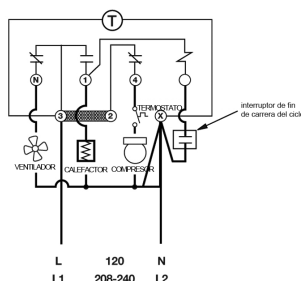 T
N 1 4
3 2 TERMOSTATO X
interruptor de fin
de carrera del ciclo
VENTILADOR CALEFACTOR COMPRESOR
L 120 N
L1 208-240 L2